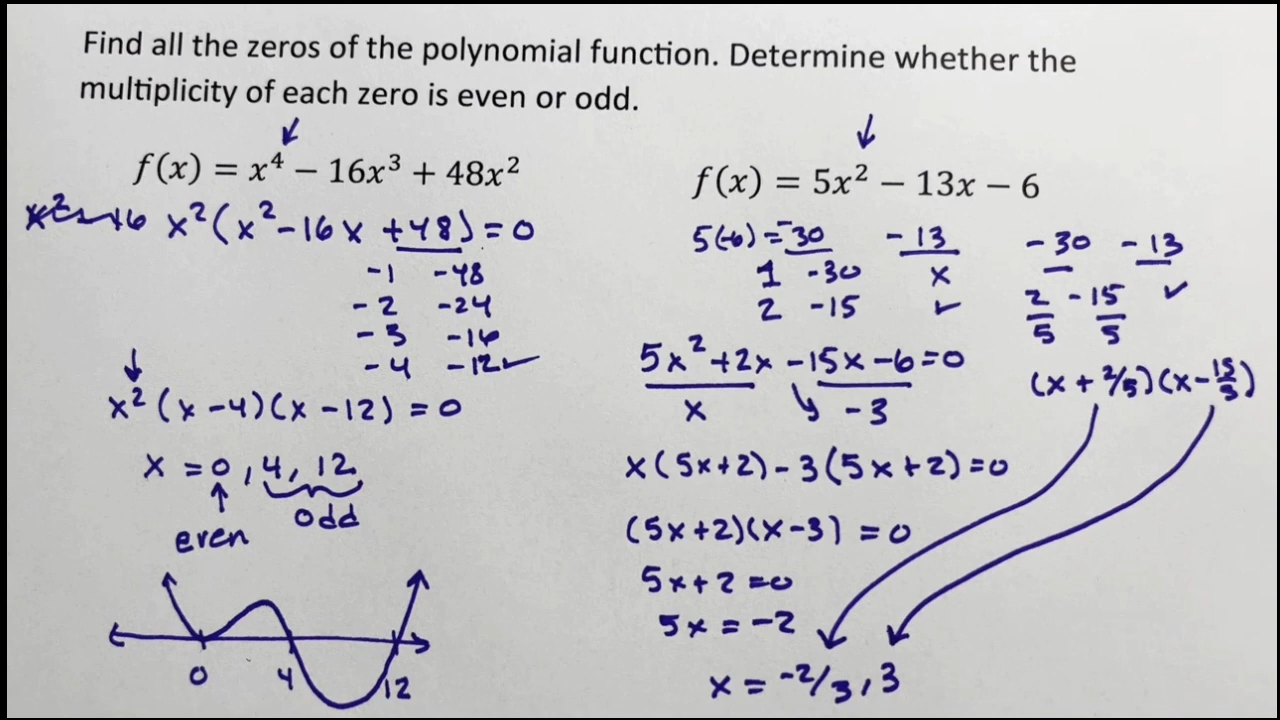 Find all the zeros of the polynomial function. Determine whether the
multiplicity of each zero is even or odd.
f(x) = x⁴ − 16x³ + 48x²
x²(x² − 16x + 48) = 0
-1 -48
-2 -24
-3 -16
-4 -12 ✓
x²(x − 4)(x − 12) = 0
x = 0, 4, 12
even
odd
0 4 12
f(x) = 5x² − 13x − 6
5(-6) = -30 -13
1 -30 x
2 -15 ✓
-30 -13
2/5 -15/5 ✓
(x + 2/5)(x − 15/5)
5x² + 2x − 15x − 6 = 0
x -3
x(5x + 2) − 3(5x + 2) = 0
(5x + 2)(x − 3) = 0
5x + 2 = 0
5x = -2
x = -2/3, 3